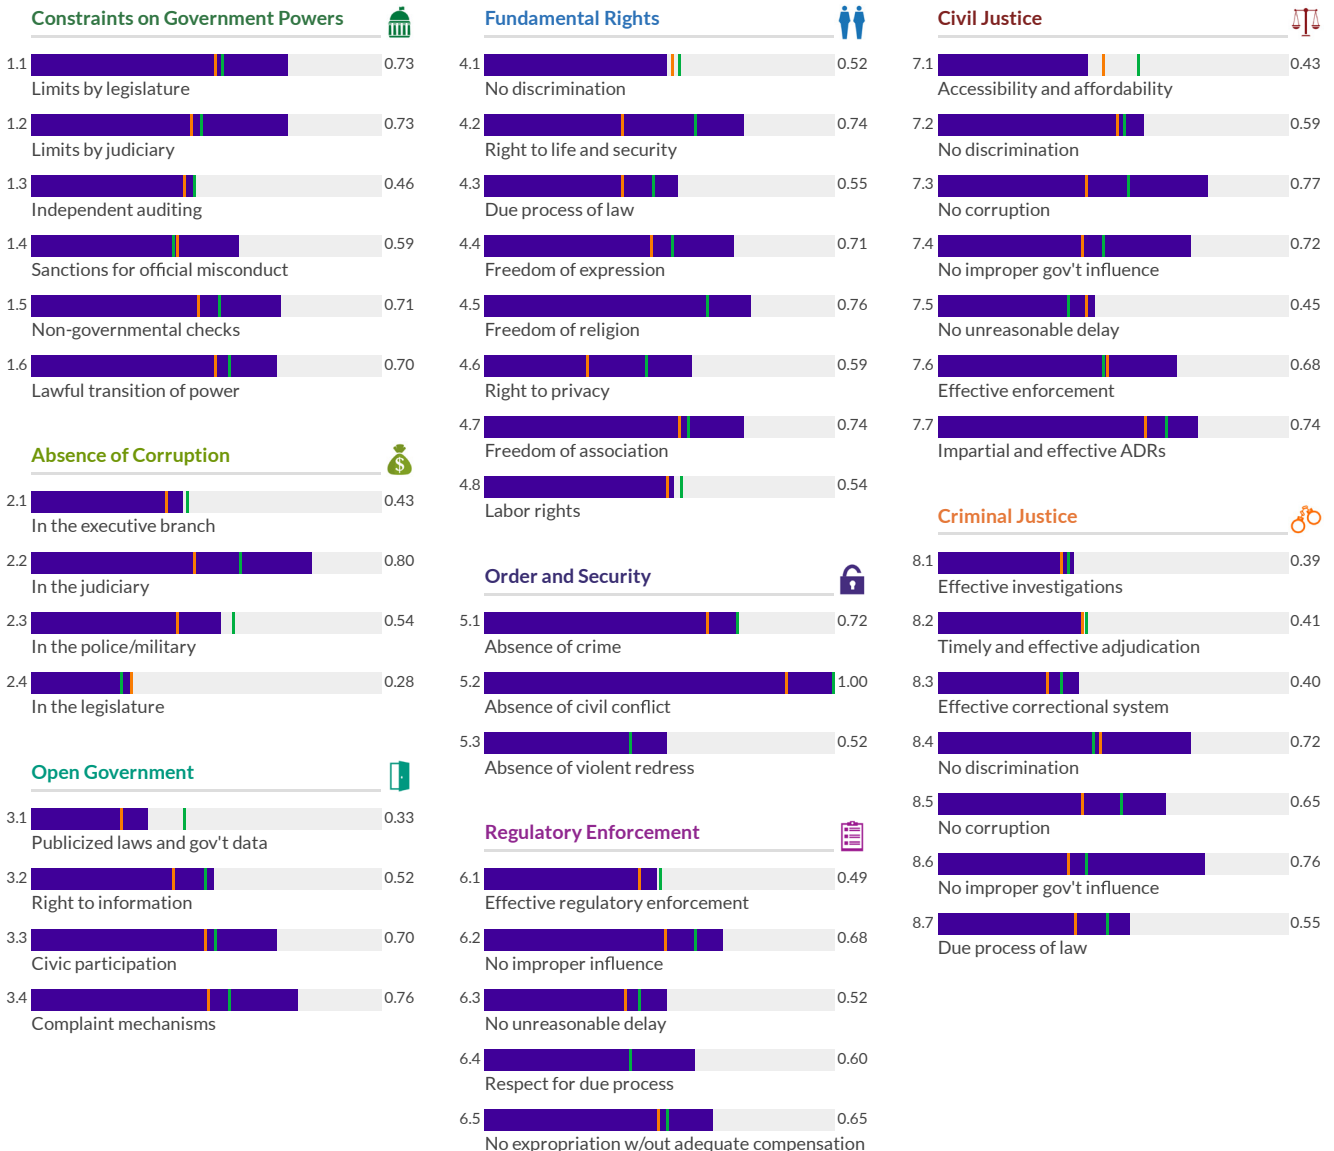 Constraints on Government Powers
1.1 0.73
Limits by legislature
1.2 0.73
Limits by judiciary
1.3 0.46
Independent auditing
1.4 0.59
Sanctions for official misconduct
1.5 0.71
Non-governmental checks
1.6 0.70
Lawful transition of power
Absence of Corruption
$
2.1 0.43
In the executive branch
2.2 0.80
In the judiciary
2.3 0.54
In the police/military
2.4 0.28
In the legislature
Open Government
3.1 0.33
Publicized laws and gov't data
3.2 0.52
Right to information
3.3 0.70
Civic participation
3.4 0.76
Complaint mechanisms
Fundamental Rights
4.1 0.52
No discrimination
4.2 0.74
Right to life and security
4.3 0.55
Due process of law
4.4 0.71
Freedom of expression
4.5 0.76
Freedom of religion
4.6 0.59
Right to privacy
4.7 0.74
Freedom of association
4.8 0.54
Labor rights
Order and Security
5.1 0.72
Absence of crime
5.2 1.00
Absence of civil conflict
5.3 0.52
Absence of violent redress
Regulatory Enforcement
6.1 0.49
Effective regulatory enforcement
6.2 0.68
No improper influence
6.3 0.52
No unreasonable delay
6.4 0.60
Respect for due process
6.5 0.65
No expropriation w/out adequate compensation
Civil Justice
7.1 0.43
Accessibility and affordability
7.2 0.59
No discrimination
7.3 0.77
No corruption
7.4 0.72
No improper gov't influence
7.5 0.45
No unreasonable delay
7.6 0.68
Effective enforcement
7.7 0.74
Impartial and effective ADRs
Criminal Justice
8.1 0.39
Effective investigations
8.2 0.41
Timely and effective adjudication
8.3 0.40
Effective correctional system
8.4 0.72
No discrimination
8.5 0.65
No corruption
8.6 0.76
No improper gov't influence
8.7 0.55
Due process of law